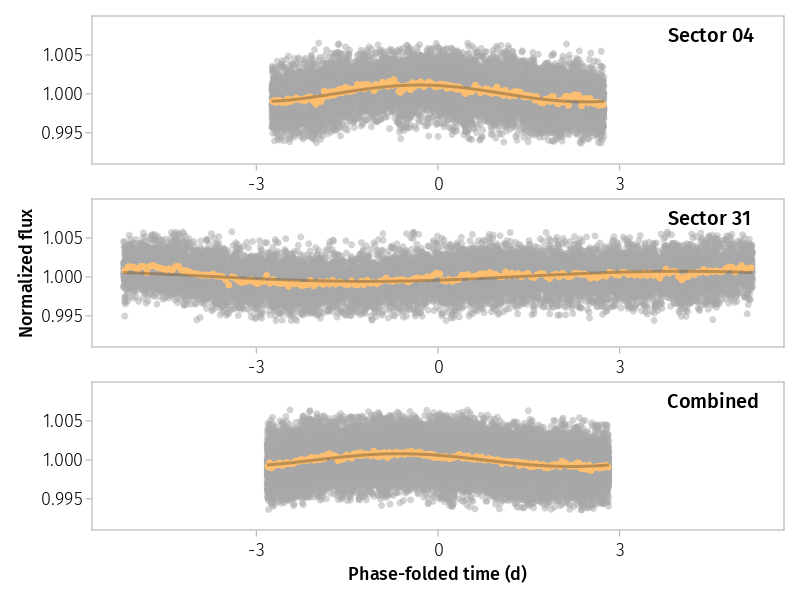 Sector 04
1.005
1.000
0.995
-3 0 3
Sector 31
1.005
1.000
0.995
-3 0 3
Normalized flux
Combined
1.005
1.000
0.995
-3 0 3
Phase-folded time (d)